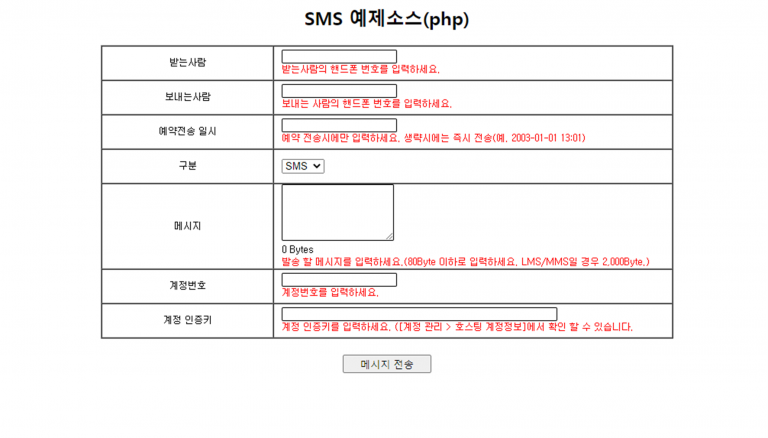 SMS 예제소스(php)
받는사람
받는사람의 핸드폰 번호를 입력하세요.
보내는사람
보내는 사람의 핸드폰 번호를 입력하세요.
예약전송 일시
예약 전송시에만 입력하세요. 생략시에는 즉시 전송(예, 2003-01-01 13:01)
구분
SMS
메시지
0 Bytes
발송 할 메시지를 입력하세요.(80Byte 이하로 입력하세요. LMS/MMS일 경우 2,000Byte.)
계정번호
계정번호를 입력하세요.
계정 인증키
계정 인증키를 입력하세요. ([계정 관리 > 호스팅 계정정보]에서 확인 할 수 있습니다.
메시지 전송